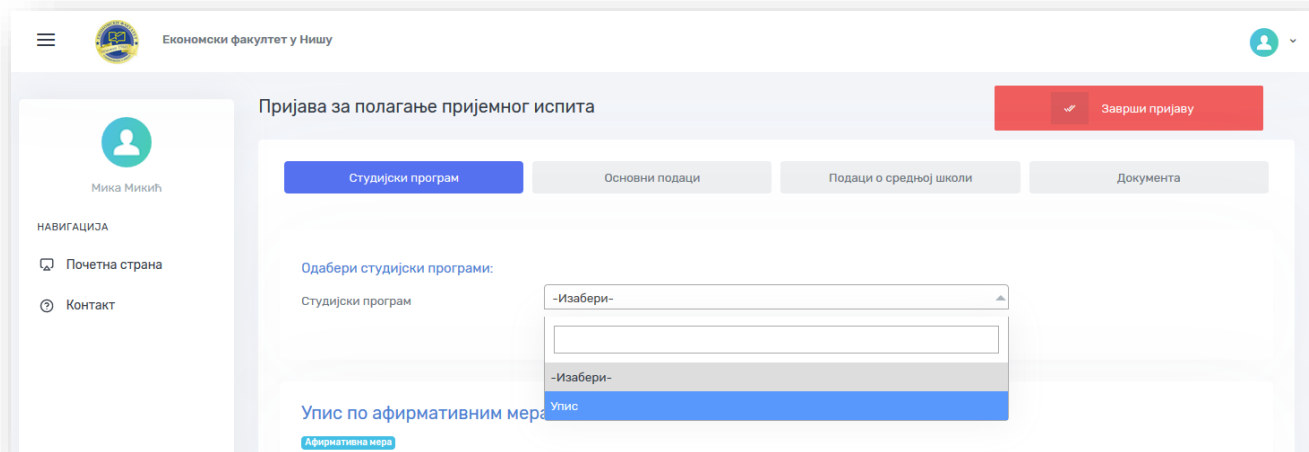 Економски факултет у Нишу
Пријава за полагање пријемног испита
Заврши пријаву
Мика Микић
НАВИГАЦИЈА
Почетна страна
Контакт
Студијски програм
Основни подаци
Подаци о средњој школи
Документа
Одабери студијски програми:
Студијски програм
-Изабери-
-Изабери-
Упис
Упис по афирмативним мера
Афирмативна мера